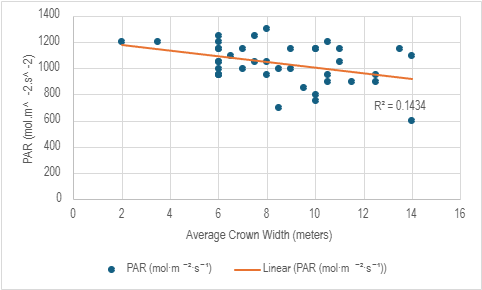 1400
1200
1000
800
600
400
200
0
PAR (mol.m^ -2.s^ -2)
R² = 0.1434
0 2 4 6 8 10 12 14 16
Average Crown Width (meters)
PAR (mol·m ⁻²·s⁻¹) Linear (PAR (mol·m ⁻²·s⁻¹))